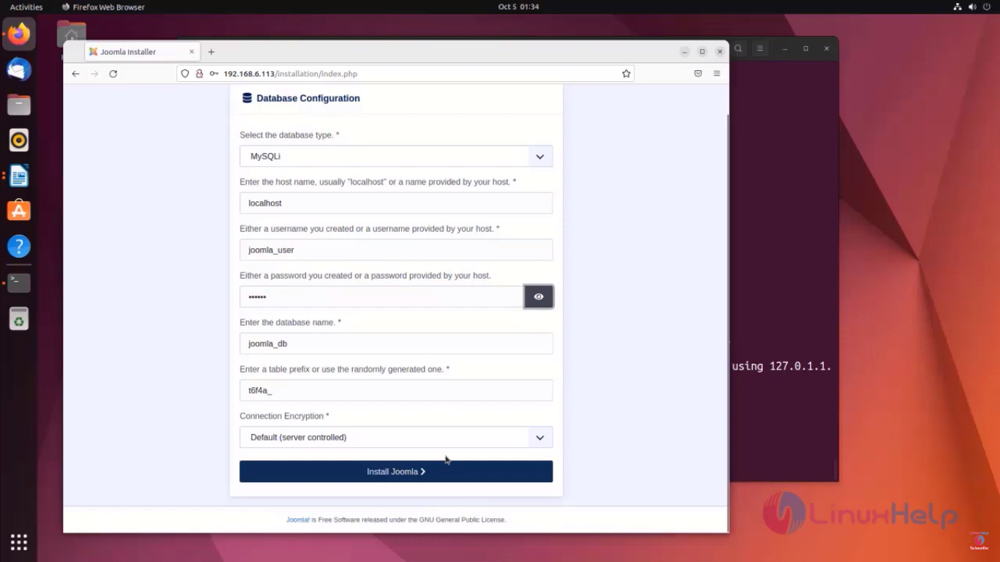 Activities
Firefox Web Browser
Oct 5 01:34
Joomla Installer
192.168.6.113/installation/index.php
Database Configuration
Select the database type. *
MySQLi
Enter the host name, usually "localhost" or a name provided by your host. *
localhost
Either a username you created or a username provided by your host. *
joomla_user
Either a password you created or a password provided by your host.
••••••
Enter the database name. *
joomla_db
using 127.0.1.1.
Enter a table prefix or use the randomly generated one. *
t6f4a_
Connection Encryption *
Default (server controlled)
Install Joomla
Joomla! is Free Software released under the GNU General Public License.
LinuxHelp
LinuxHelp
Subscribe